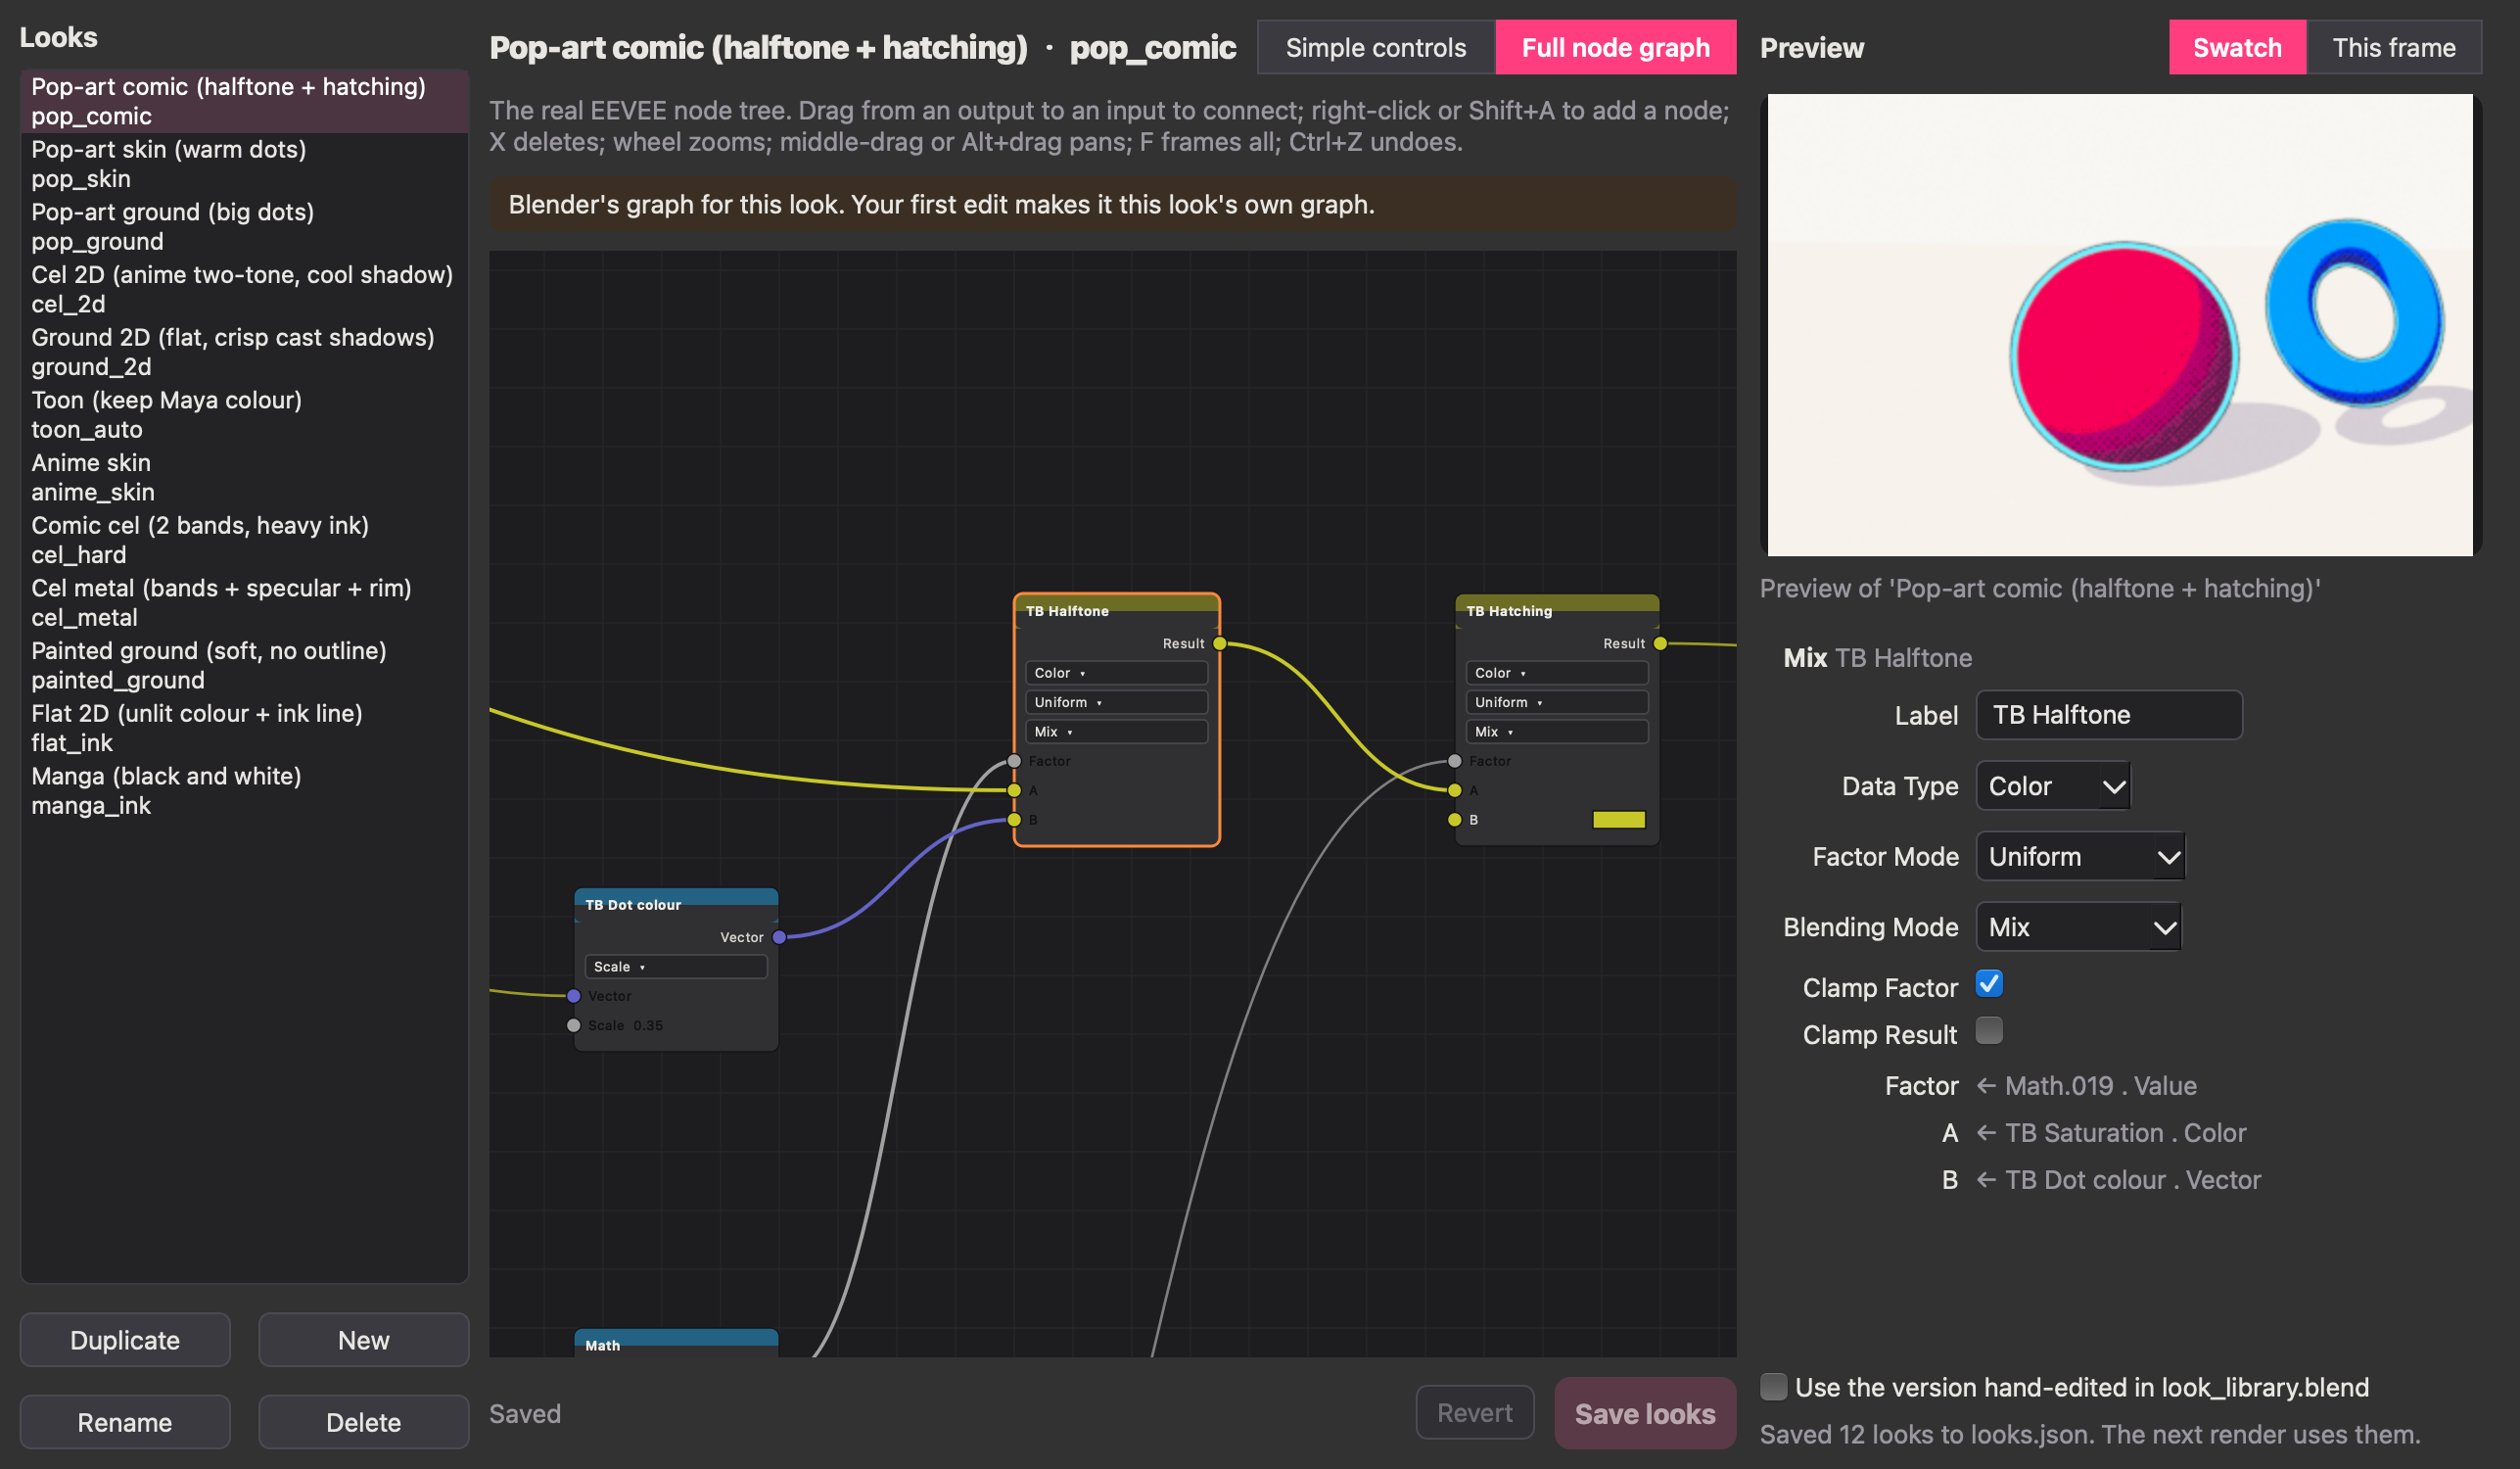 Looks
Pop-art comic (halftone + hatching)
pop_comic
Pop-art skin (warm dots)
pop_skin
Pop-art ground (big dots)
pop_ground
Cel 2D (anime two-tone, cool shadow)
cel_2d
Ground 2D (flat, crisp cast shadows)
ground_2d
Toon (keep Maya colour)
toon_auto
Anime skin
anime_skin
Comic cel (2 bands, heavy ink)
cel_hard
Cel metal (bands + specular + rim)
cel_metal
Painted ground (soft, no outline)
painted_ground
Flat 2D (unlit colour + ink line)
flat_ink
Manga (black and white)
manga_ink
Duplicate
New
Rename
Delete
Pop-art comic (halftone + hatching) · pop_comic
Simple controls
Full node graph
The real EEVEE node tree. Drag from an output to an input to connect; right-click or Shift+A to add a node;
X deletes; wheel zooms; middle-drag or Alt+drag pans; F frames all; Ctrl+Z undoes.
Blender's graph for this look. Your first edit makes it this look's own graph.
TB Halftone
Result
Color
Uniform
Mix
Factor
A
B
TB Hatching
Result
Color
Uniform
Mix
Factor
A
B
TB Dot colour
Vector
Scale
Vector
Scale 0.35
Math
Saved
Revert
Save looks
Preview
Swatch
This frame
Preview of 'Pop-art comic (halftone + hatching)'
Mix TB Halftone
Label TB Halftone
Data Type Color
Factor Mode Uniform
Blending Mode Mix
Clamp Factor
Clamp Result
Factor ← Math.019 . Value
A ← TB Saturation . Color
B ← TB Dot colour . Vector
Use the version hand-edited in look_library.blend
Saved 12 looks to looks.json. The next render uses them.